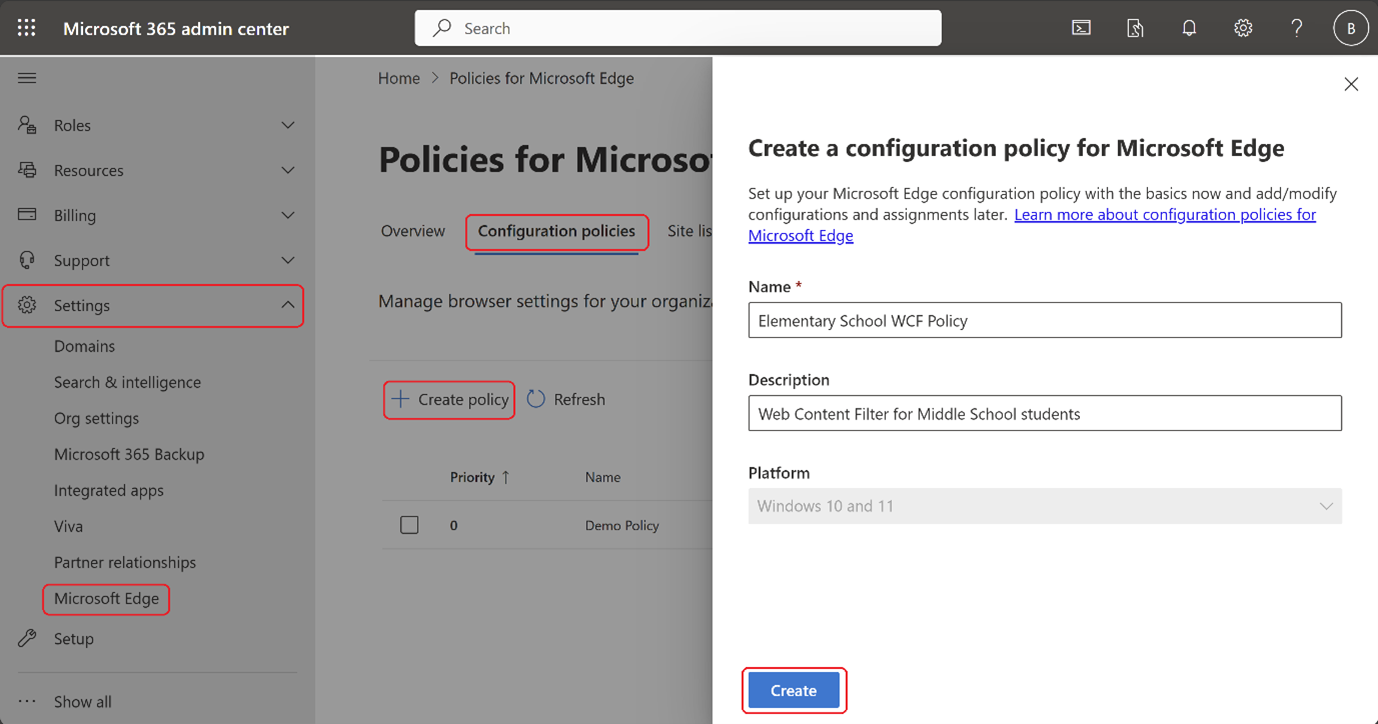 Microsoft 365 admin center
Search
B
Roles
Resources
Billing
Support
Settings
Domains
Search & intelligence
Org settings
Microsoft 365 Backup
Integrated apps
Viva
Partner relationships
Microsoft Edge
Setup
Show all
Home > Policies for Microsoft Edge
Policies for Microso
Overview Configuration policies Site lis
Manage browser settings for your organiza
+ Create policy Refresh
Priority ↑ Name
0 Demo Policy
Create a configuration policy for Microsoft Edge
Set up your Microsoft Edge configuration policy with the basics now and add/modify
configurations and assignments later. Learn more about configuration policies for
Microsoft Edge
Name *
Elementary School WCF Policy
Description
Web Content Filter for Middle School students
Platform
Windows 10 and 11
Create